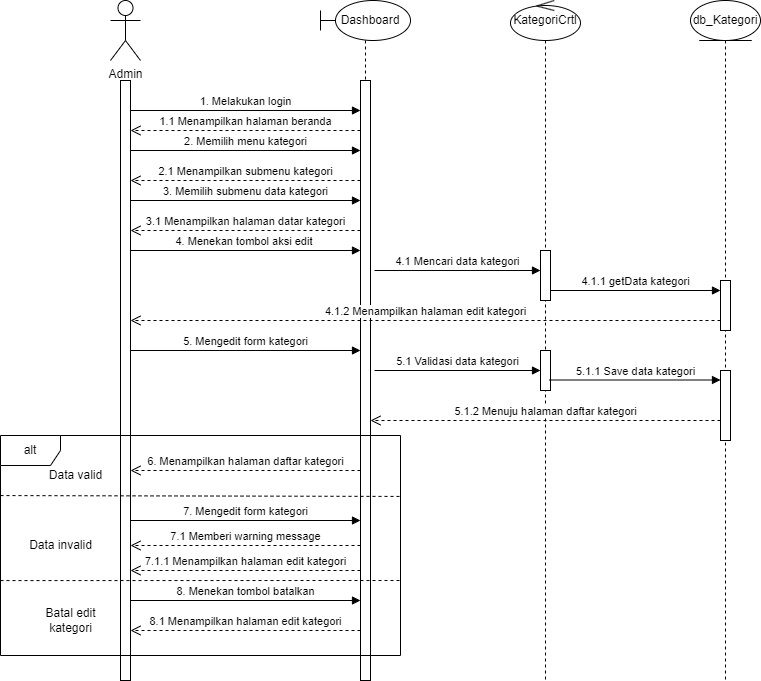 Dashboard
KategoriCrtl
db_Kategori
Admin
1. Melakukan login
1.1 Menampilkan halaman beranda
2. Memilih menu kategori
2.1 Menampilkan submenu kategori
3. Memilih submenu data kategori
3.1 Menampilkan halaman datar kategori
4. Menekan tombol aksi edit
4.1 Mencari data kategori
4.1.1 getData kategori
4.1.2 Menampilkan halaman edit kategori
5. Mengedit form kategori
5.1 Validasi data kategori
5.1.1 Save data kategori
5.1.2 Menuju halaman daftar kategori
alt
6. Menampilkan halaman daftar kategori
Data valid
7. Mengedit form kategori
7.1 Memberi warning message
Data invalid
7.1.1 Menampilkan halaman edit kategori
8. Menekan tombol batalkan
Batal edit
kategori
8.1 Menampilkan halaman edit kategori